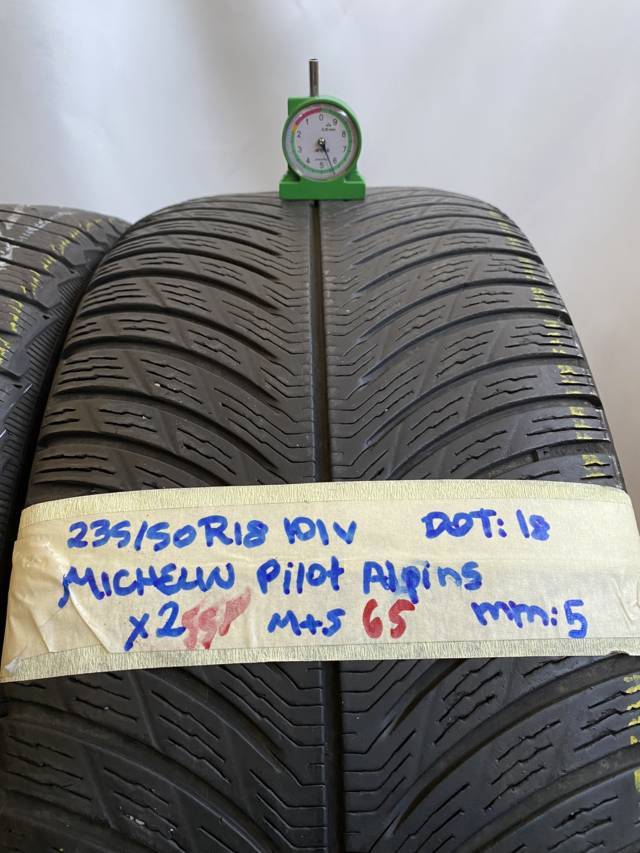 235/50R18 101V DOT: 18
MICHELIN Pilot Alpins
x2 M+S 65 mm: 5